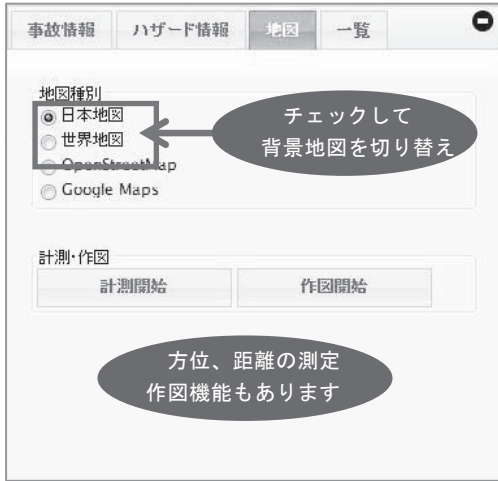 事故情報 ハザード情報 地図 一覧
地図種別
日本地図
世界地図
OpenStreetMap
Google Maps
チェックして
背景地図を切り替え
計測・作図
計測開始 作図開始
方位、距離の測定
作図機能もあります